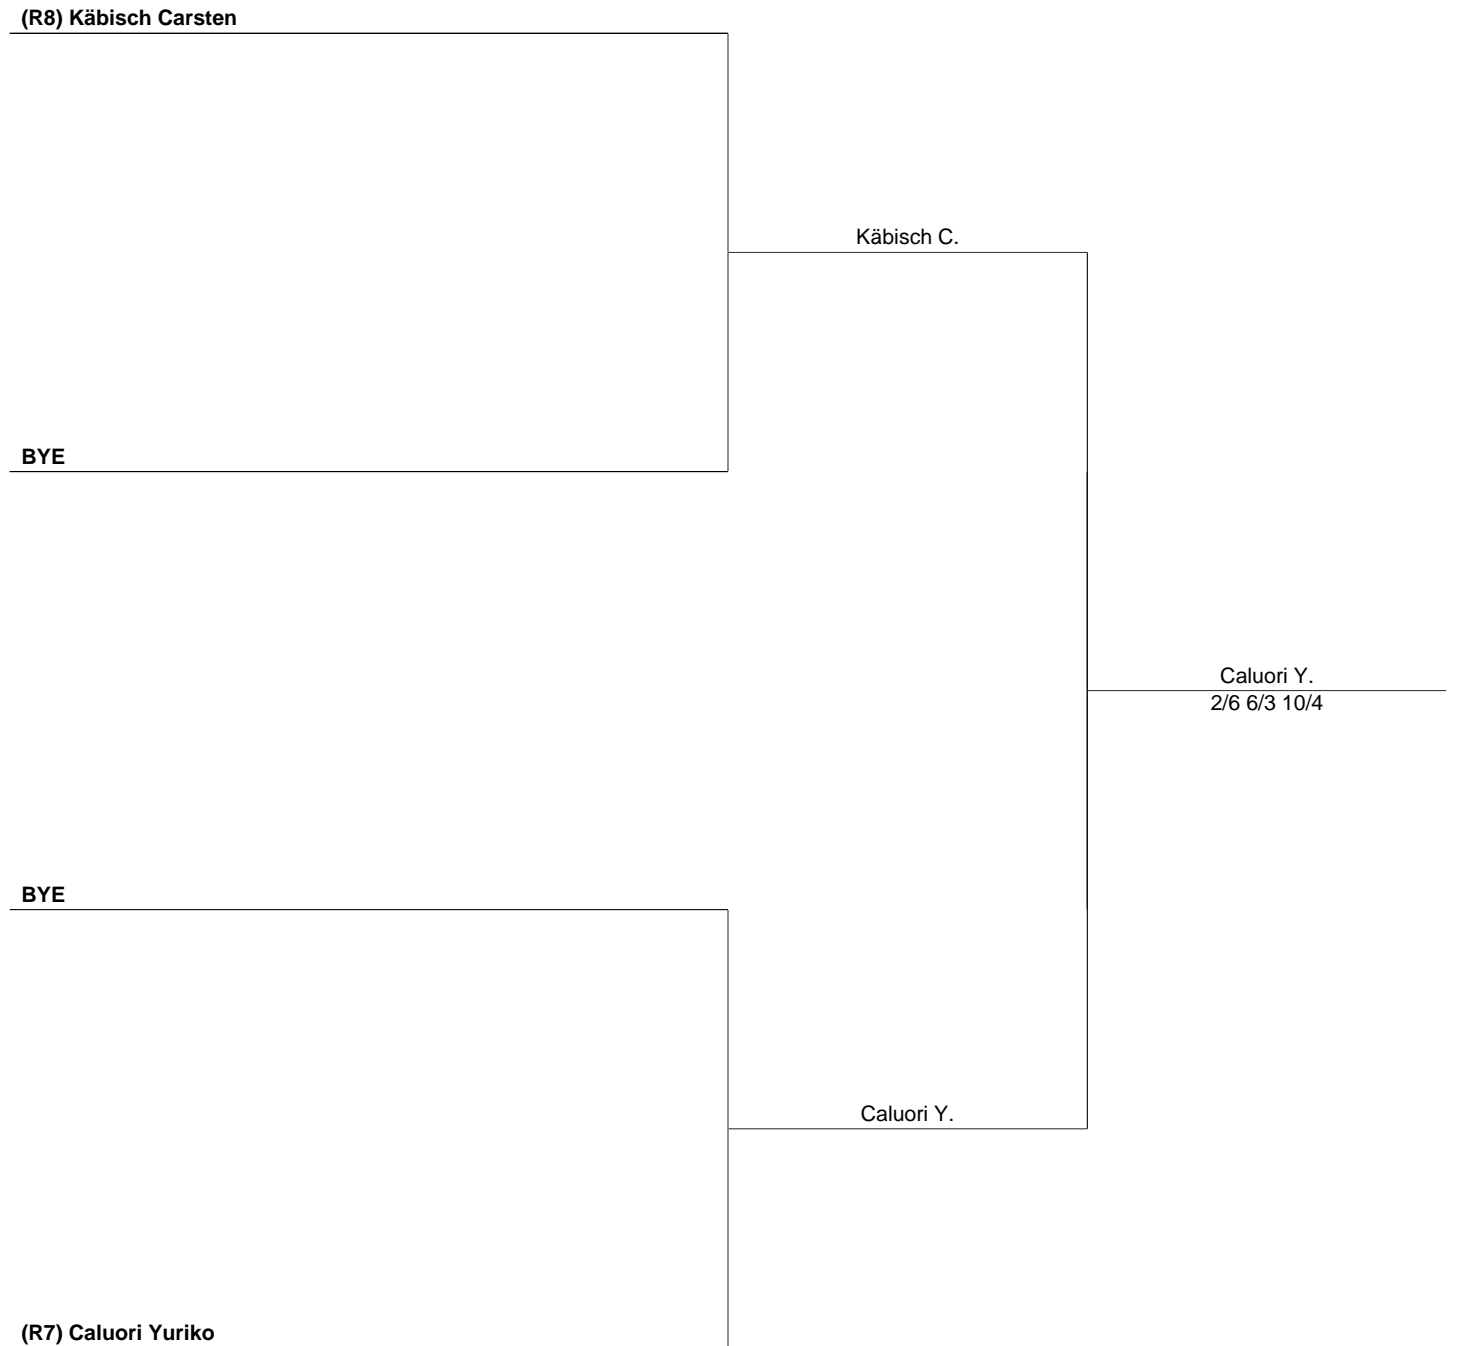 (R8) Käbisch Carsten
Käbisch C.
BYE
Caluori Y.
2/6 6/3 10/4
BYE
Caluori Y.
(R7) Caluori Yuriko